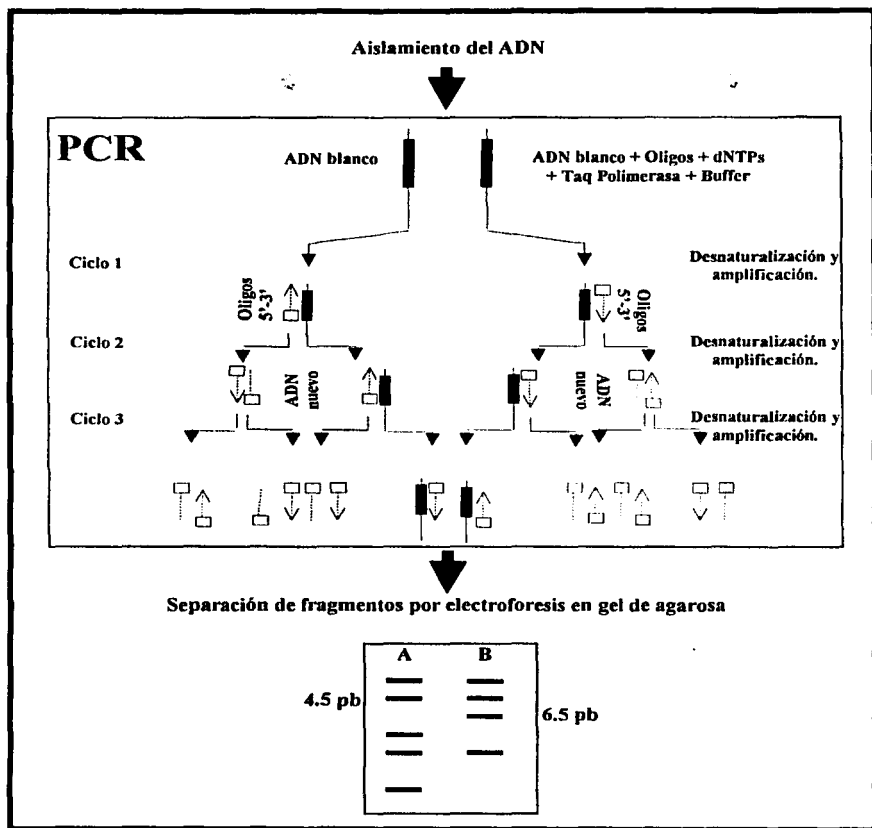 Aislamiento del ADN
PCR
ADN blanco
ADN blanco + Oligos + dNTPs
+ Taq Polimerasa + Buffer
Ciclo 1
Desnaturalización y
amplificación.
Oligos
5'-3'
Oligos
5'-3'
Ciclo 2
Desnaturalización y
amplificación.
ADN
nuevo
ADN
nuevo
Ciclo 3
Desnaturalización y
amplificación.
Separación de fragmentos por electroforesis en gel de agarosa
A
B
4.5 pb
6.5 pb